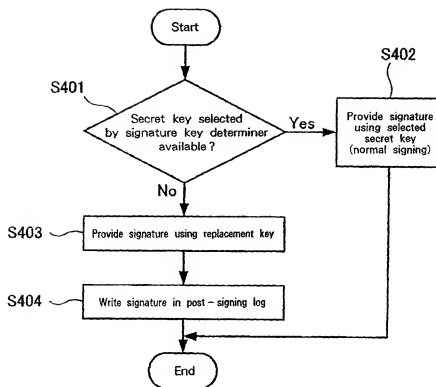 Start
S401
Secret key selected
by signature key determiner
available?
Yes
S402
Provide signature
using selected
secret key
(normal signing)
No
S403
Provide signature using replacement key
S404
Write signature in post-signing log
End